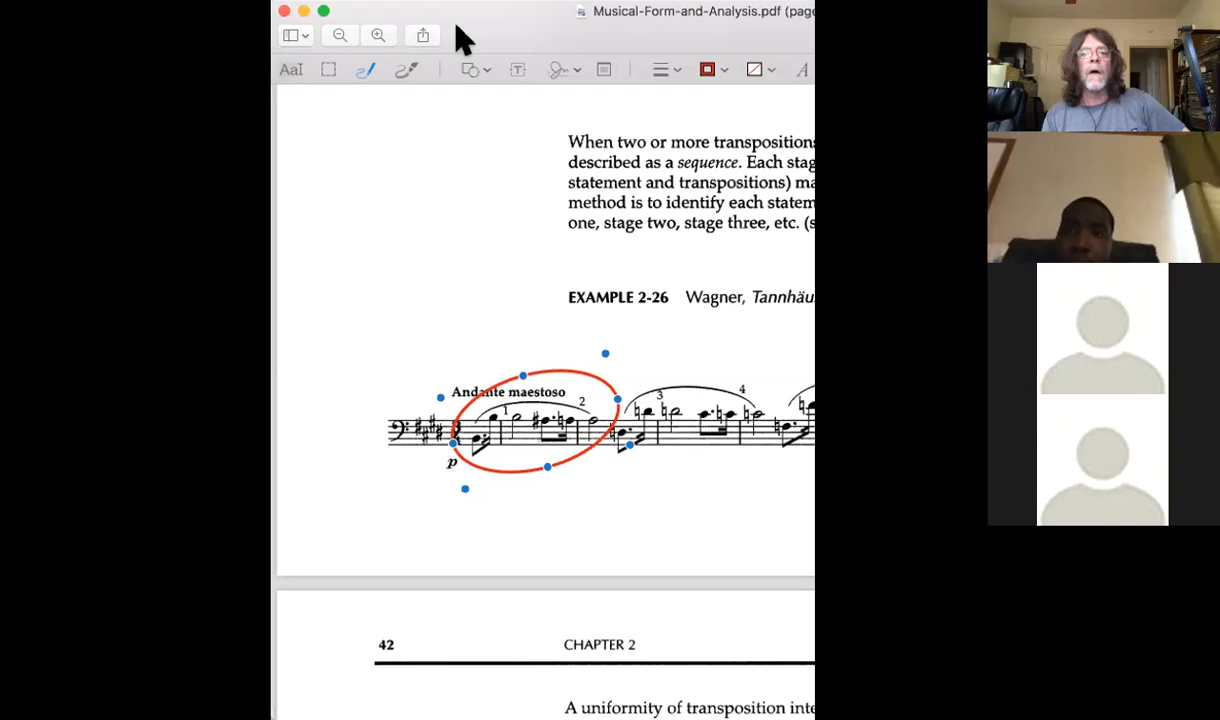 Musical-Form-and-Analysis.pdf (page
AaI
T
A
When two or more transpositions
described as a sequence. Each stag
statement and transpositions) ma
method is to identify each statem
one, stage two, stage three, etc. (s
EXAMPLE 2-26 Wagner, Tannhäu
Andante maestoso
1 2 3 4
p
42 CHAPTER 2
A uniformity of transposition inte